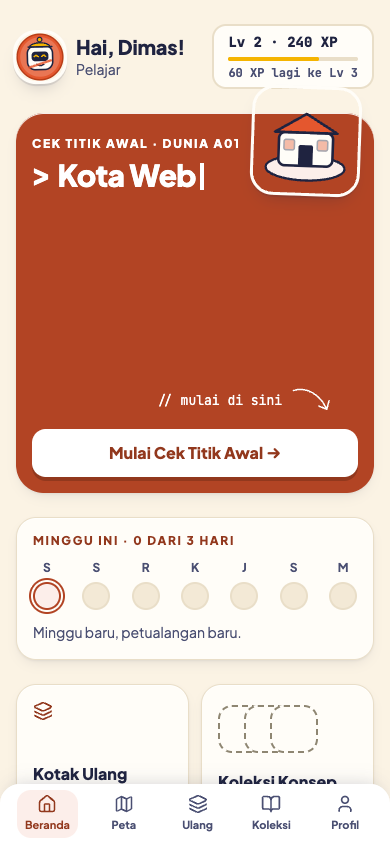 Hai, Dimas!
Pelajar
Lv 2 · 240 XP
60 XP lagi ke Lv 3
CEK TITIK AWAL · DUNIA A01
> Kota Web|
// mulai di sini
Mulai Cek Titik Awal →
MINGGU INI · 0 DARI 3 HARI
S S R K J S M
Minggu baru, petualangan baru.
Kotak Ulang
Koleksi Konsep
Beranda Peta Ulang Koleksi Profil